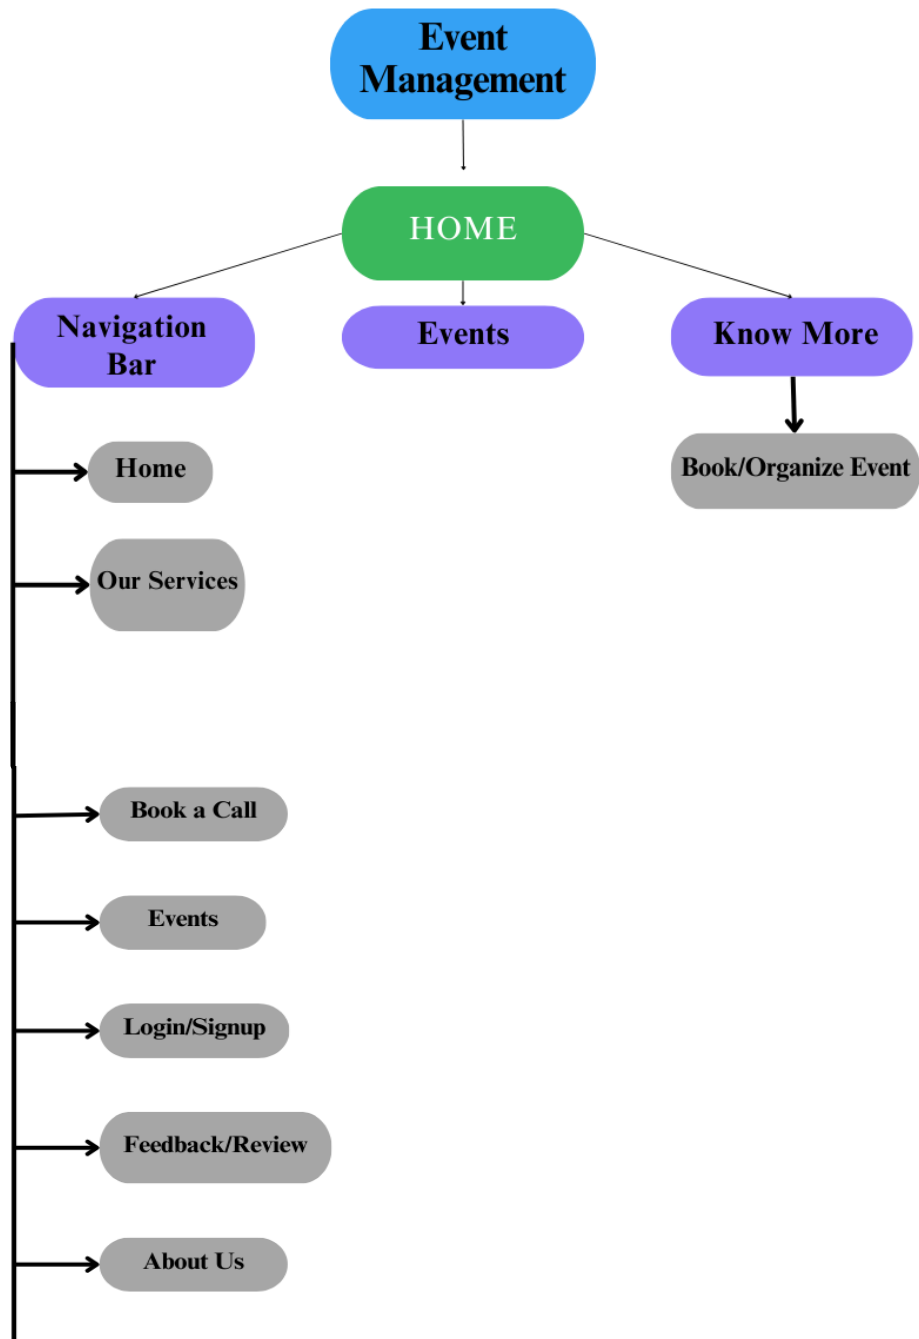 Event
Management
HOME
Navigation
Bar
Events
Know More
Home
Book/Organize Event
Our Services
Book a Call
Events
Login/Signup
Feedback/Review
About Us